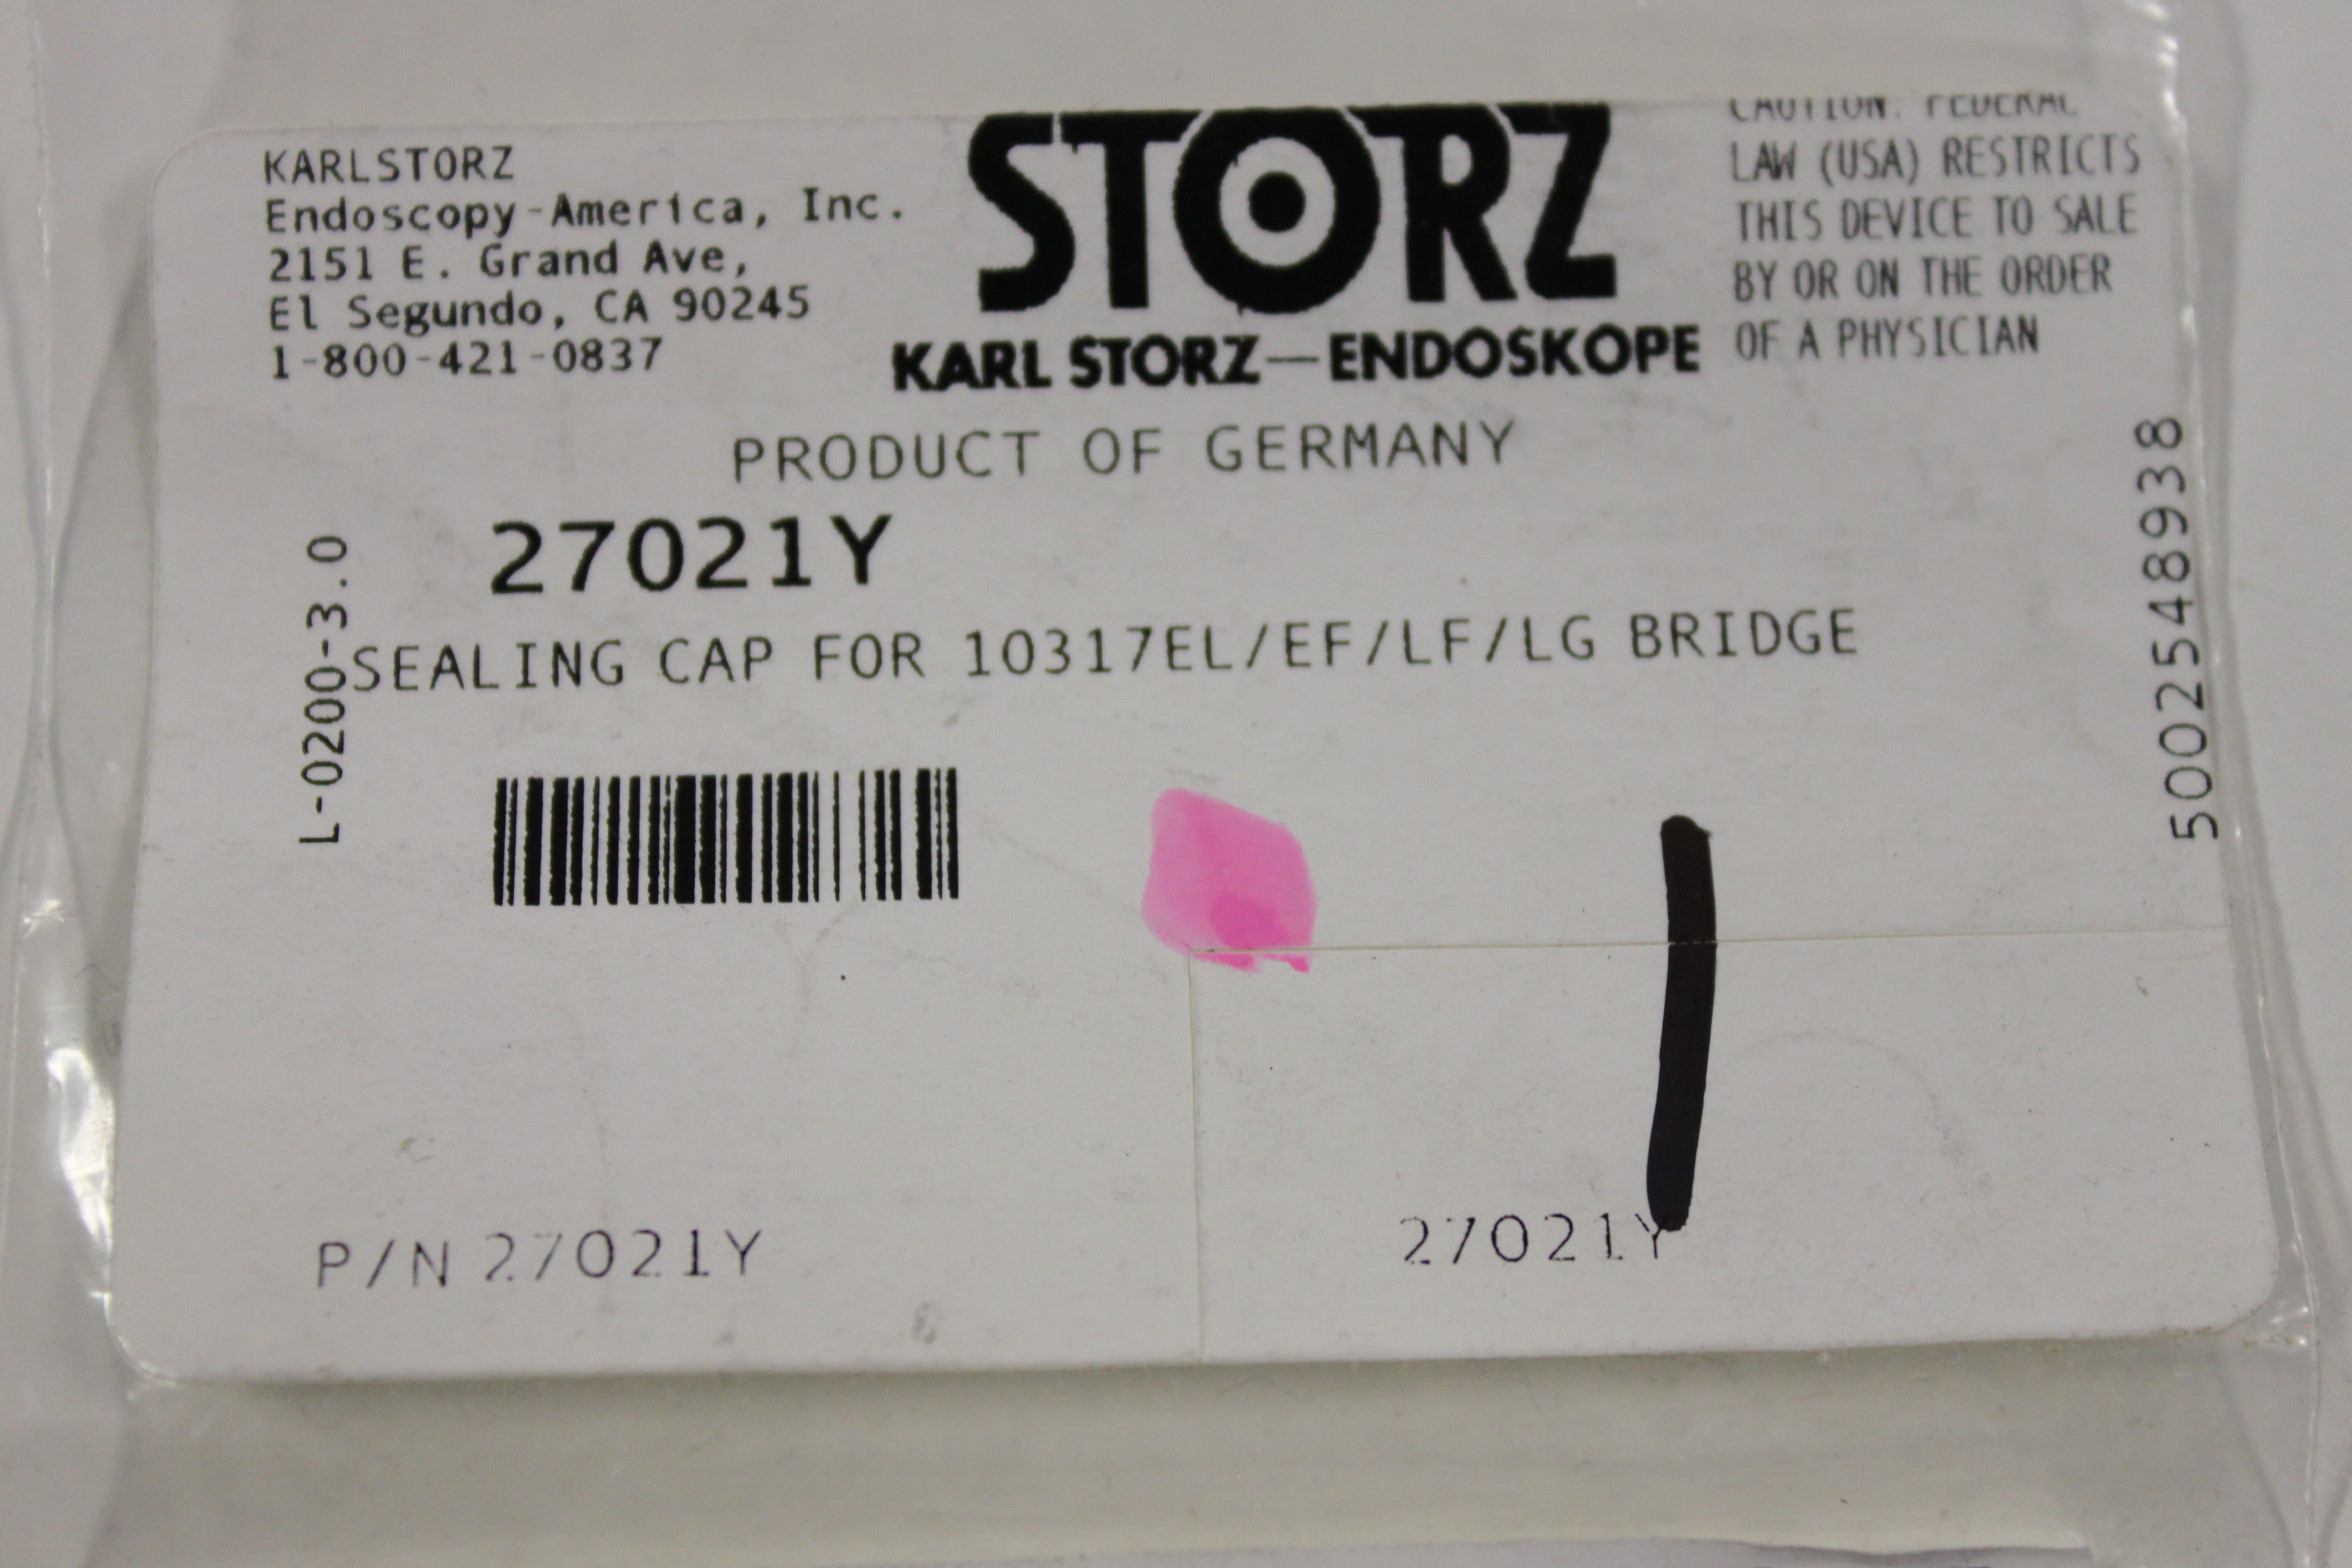 KARLSTORZ
Endoscopy-America, Inc.
2151 E. Grand Ave,
El Segundo, CA 90245
1-800-421-0837
STORZ
KARL STORZ—ENDOSKOPE
CAUTION: FEDERAL
LAW (USA) RESTRICTS
THIS DEVICE TO SALE
BY OR ON THE ORDER
OF A PHYSICIAN
PRODUCT OF GERMANY
27021Y
SEALING CAP FOR 10317EL/EF/LF/LG BRIDGE
L-0200-3.0
5002548938
P/N 27021Y
27021Y